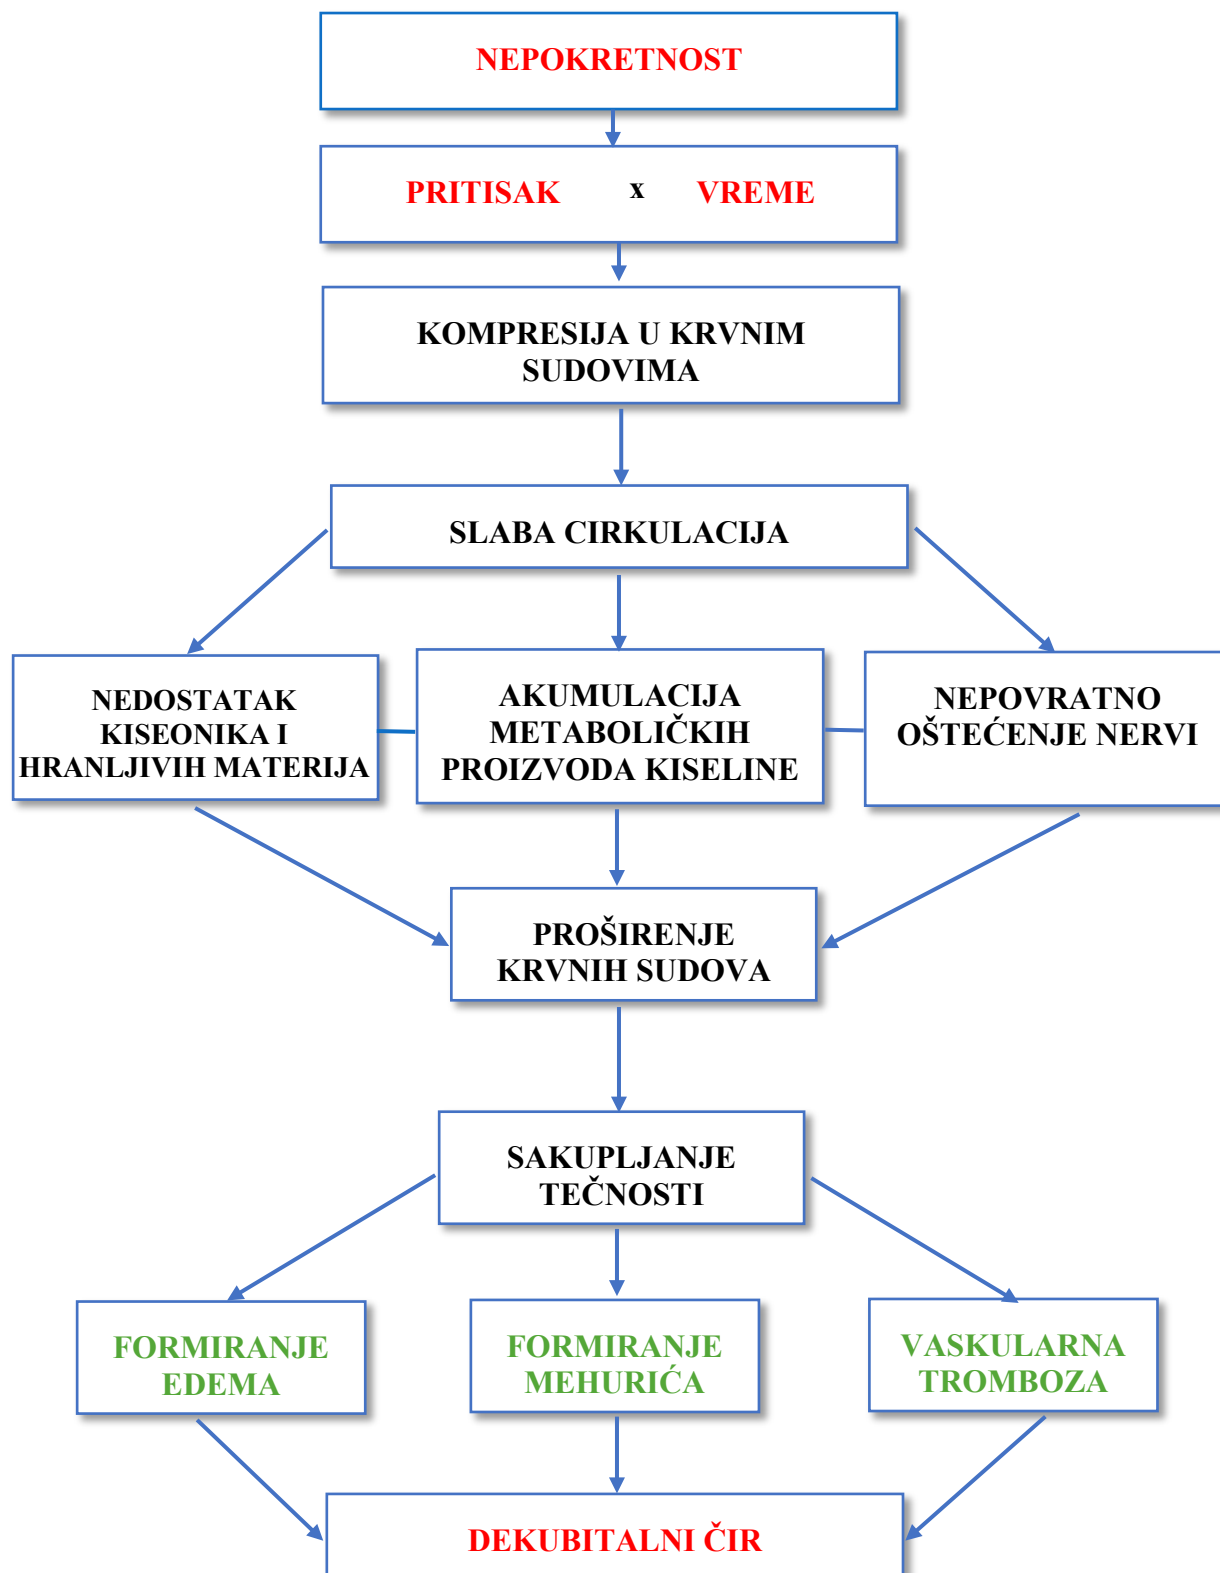 NEPOKRETNOST
PRITISAK x VREME
KOMPRESIJA U KRVNIM
SUDOVIMA
SLABA CIRKULACIJA
NEDOSTATAK
KISEONIKA I
HRANLJIVIH MATERIJA
AKUMULACIJA
METABOLIČKIH
PROIZVODA KISELINE
NEPOVRATNO
OŠTEĆENJE NERVI
PROŠIRENJE
KRVNIH SUDOVA
SAKUPLJANJE
TEČNOSTI
FORMIRANJE
EDEMA
FORMIRANJE
MEHURIĆA
VASKULARNA
TROMBOZA
DEKUBITALNI ČIR